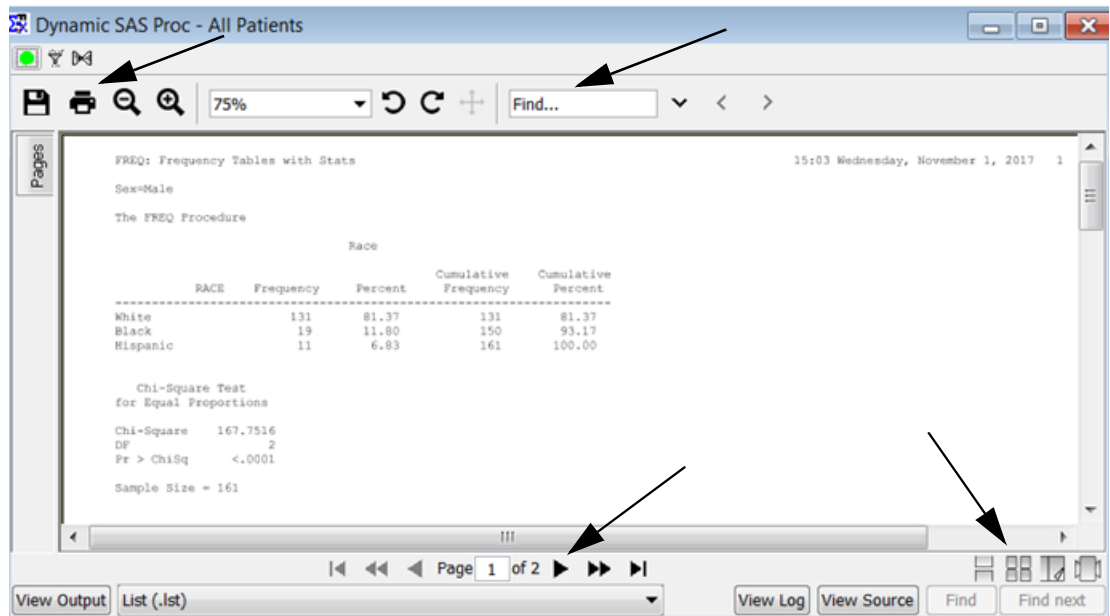 Dynamic SAS Proc - All Patients
75%
Find...
Pages
FREQ: Frequency Tables with Stats 15:03 Wednesday, November 1, 2017 1
Sex=Male
The FREQ Procedure
Race
Cumulative Cumulative
RACE Frequency Percent Frequency Percent
White 131 81.37 131 81.37
Black 19 11.80 150 93.17
Hispanic 11 6.83 161 100.00
Chi-Square Test
for Equal Proportions
Chi-Square 167.7516
DF 2
Pr > ChiSq <.0001
Sample Size = 161
Page 1 of 2
View Output List (.lst) View Log View Source Find Find next